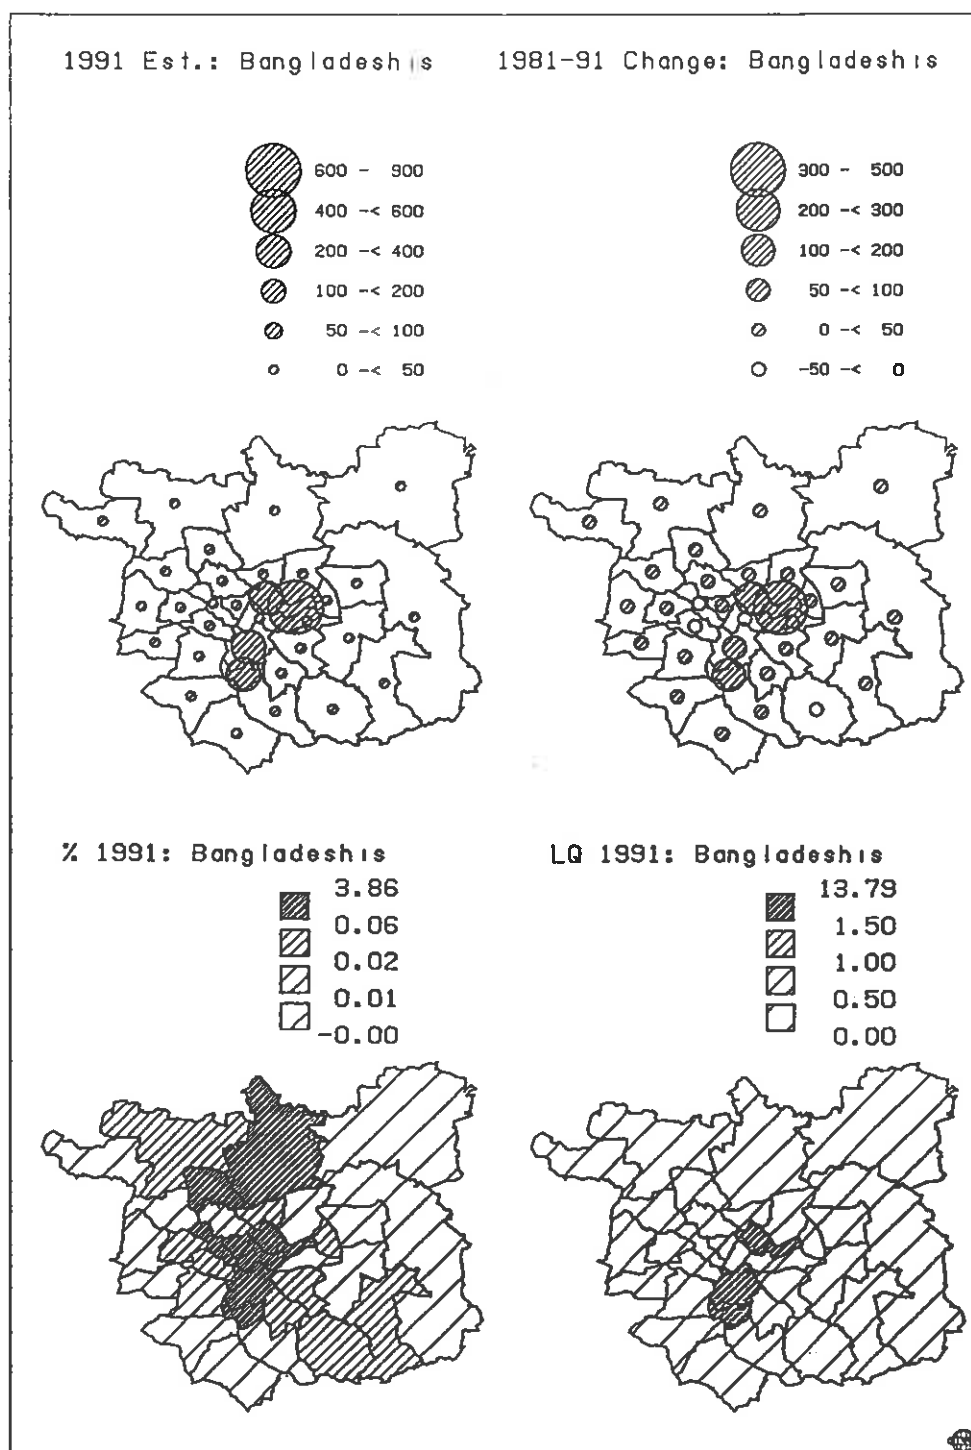 1991 Est.: Bangladeshis
600 - 900
400 -< 600
200 -< 400
100 -< 200
50 -< 100
0 -< 50
1981-91 Change: Bangladeshis
300 - 500
200 -< 300
100 -< 200
50 -< 100
0 -< 50
-50 -< 0
% 1991: Bangladeshis
3.86
0.06
0.02
0.01
-0.00
LQ 1991: Bangladeshis
13.79
1.50
1.00
0.50
0.00